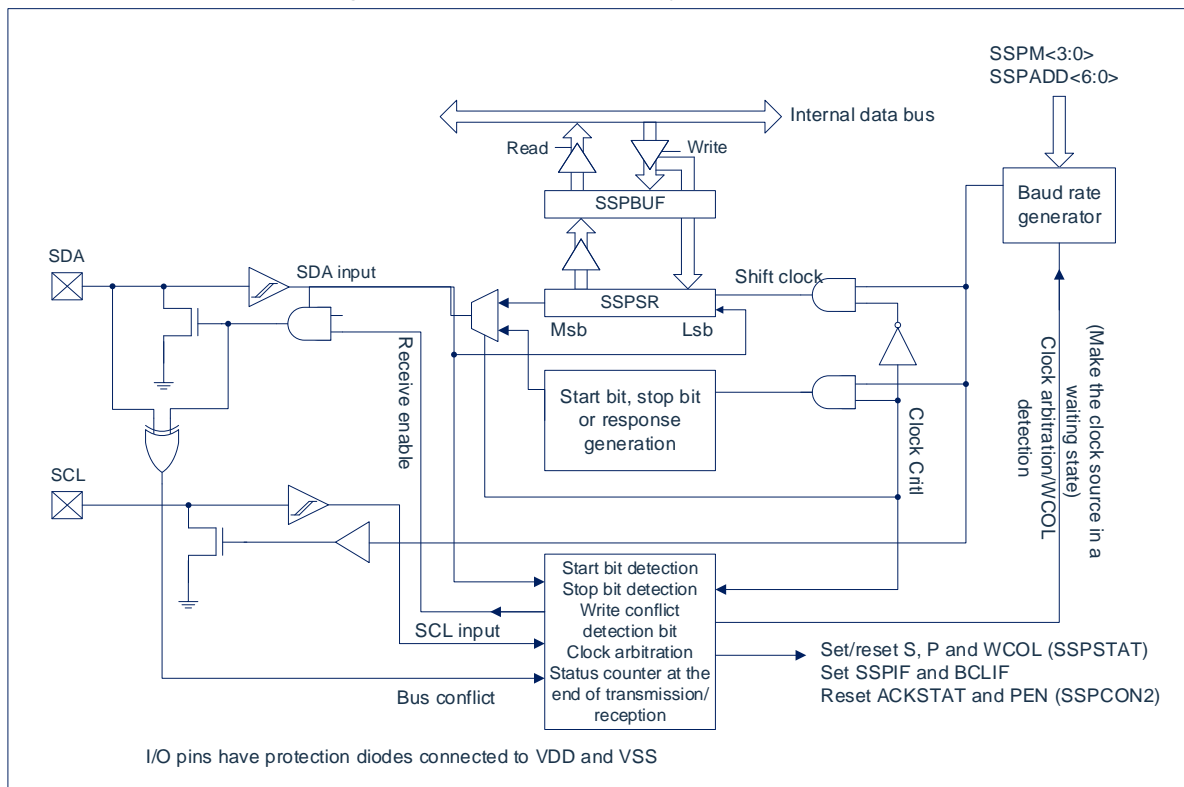 SSPM<3:0>
SSPADD<6:0>
Internal data bus
Read
Write
SSPBUF
Baud rate
generator
SDA
SDA input
Shift clock
SSPSR
Msb
Lsb
Receive enable
Start bit, stop bit
or response
generation
Clock Critl
(Make the clock source in a
waiting state)
Clock arbitration/WCOL
detection
SCL
Start bit detection
Stop bit detection
Write conflict
detection bit
Clock arbitration
Status counter at the
end of transmission/
reception
SCL input
Bus conflict
Set/reset S, P and WCOL (SSPSTAT)
Set SSPIF and BCLIF
Reset ACKSTAT and PEN (SSPCON2)
I/O pins have protection diodes connected to VDD and VSS